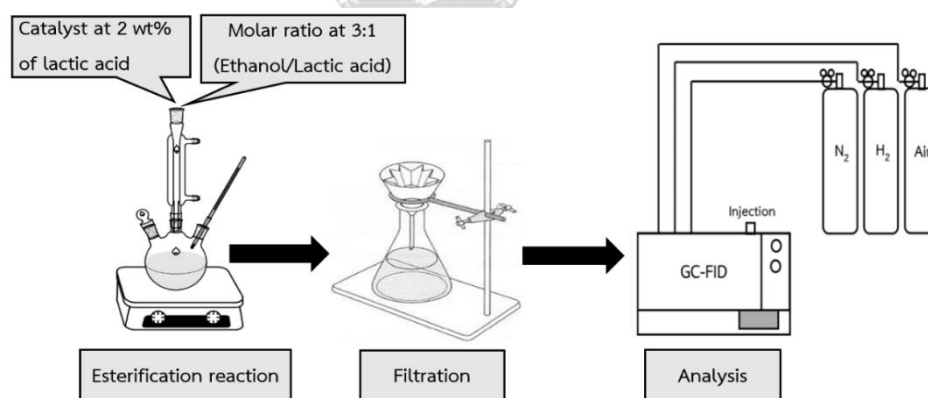 Catalyst at 2 wt%
of lactic acid
Molar ratio at 3:1
(Ethanol/Lactic acid)
N2
H2
Air
Injection
GC-FID
Esterification reaction
Filtration
Analysis